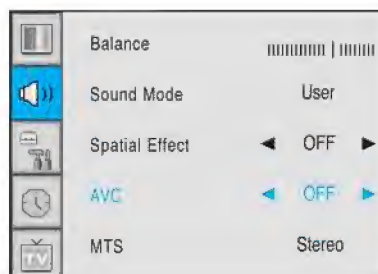 Balance
Sound Mode User
Spatial Effect OFF
AVC OFF
MTS Stereo
TV